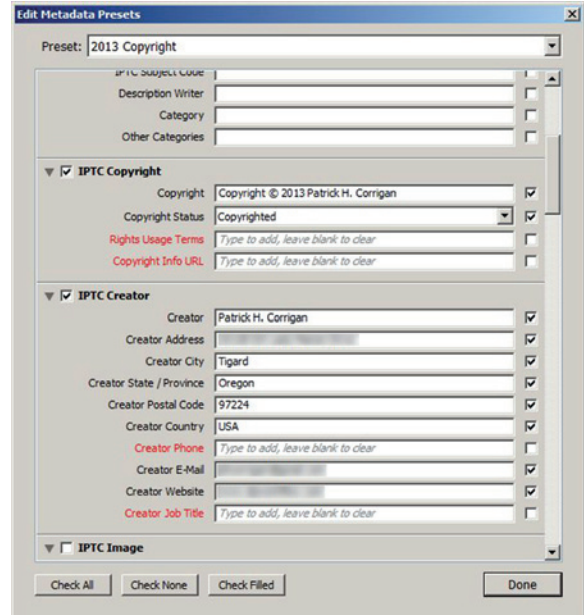 Edit Metadata Presets
Preset: 2013 Copyright
IPTC Subject Code
Description Writer
Category
Other Categories
IPTC Copyright
Copyright Copyright © 2013 Patrick H. Corrigan
Copyright Status Copyrighted
Rights Usage Terms Type to add, leave blank to clear
Copyright Info URL Type to add, leave blank to clear
IPTC Creator
Creator Patrick H. Corrigan
Creator Address
Creator City Tigard
Creator State / Province Oregon
Creator Postal Code 97224
Creator Country USA
Creator Phone Type to add, leave blank to clear
Creator E-Mail
Creator Website
Creator Job Title Type to add, leave blank to clear
IPTC Image
Check All Check None Check Filled Done